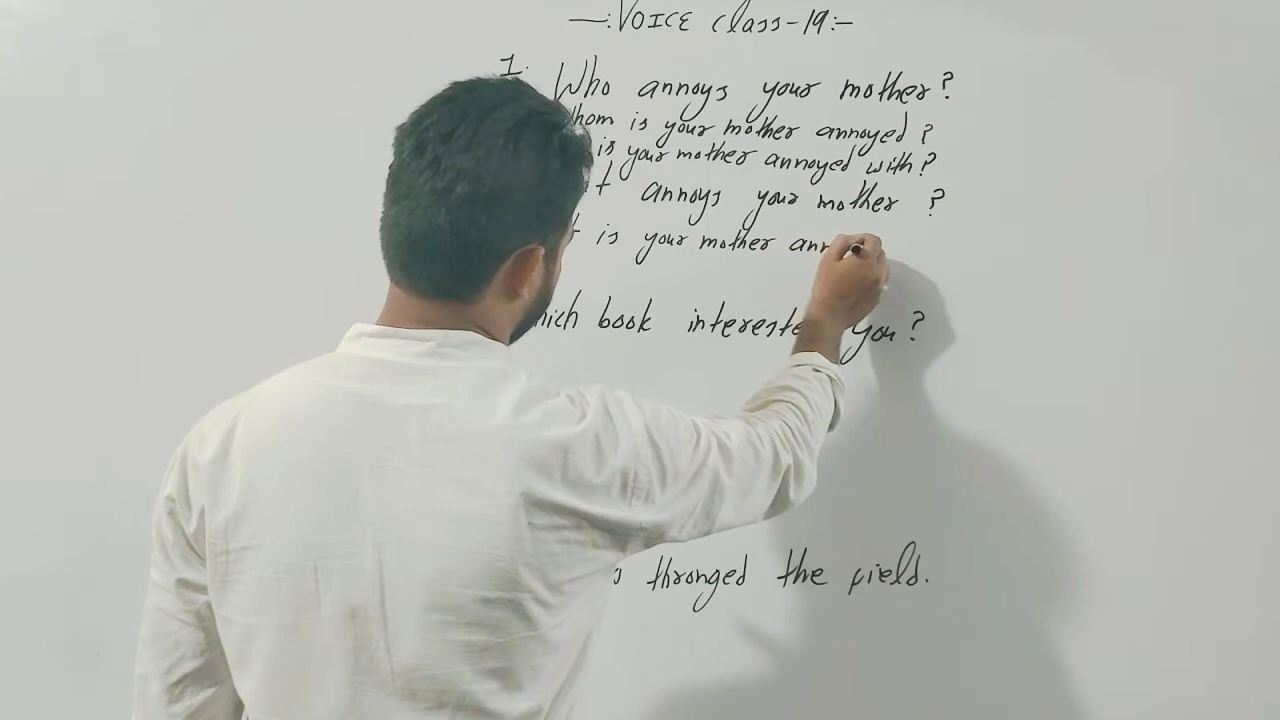 —: VOICE Class-19:—
1.
Who annoys your mother?
hom is your mother annoyed ?
is your mother annoyed with?
t annoys your mother ?
t is your mother ann
hich book interests you?
s thronged the field.